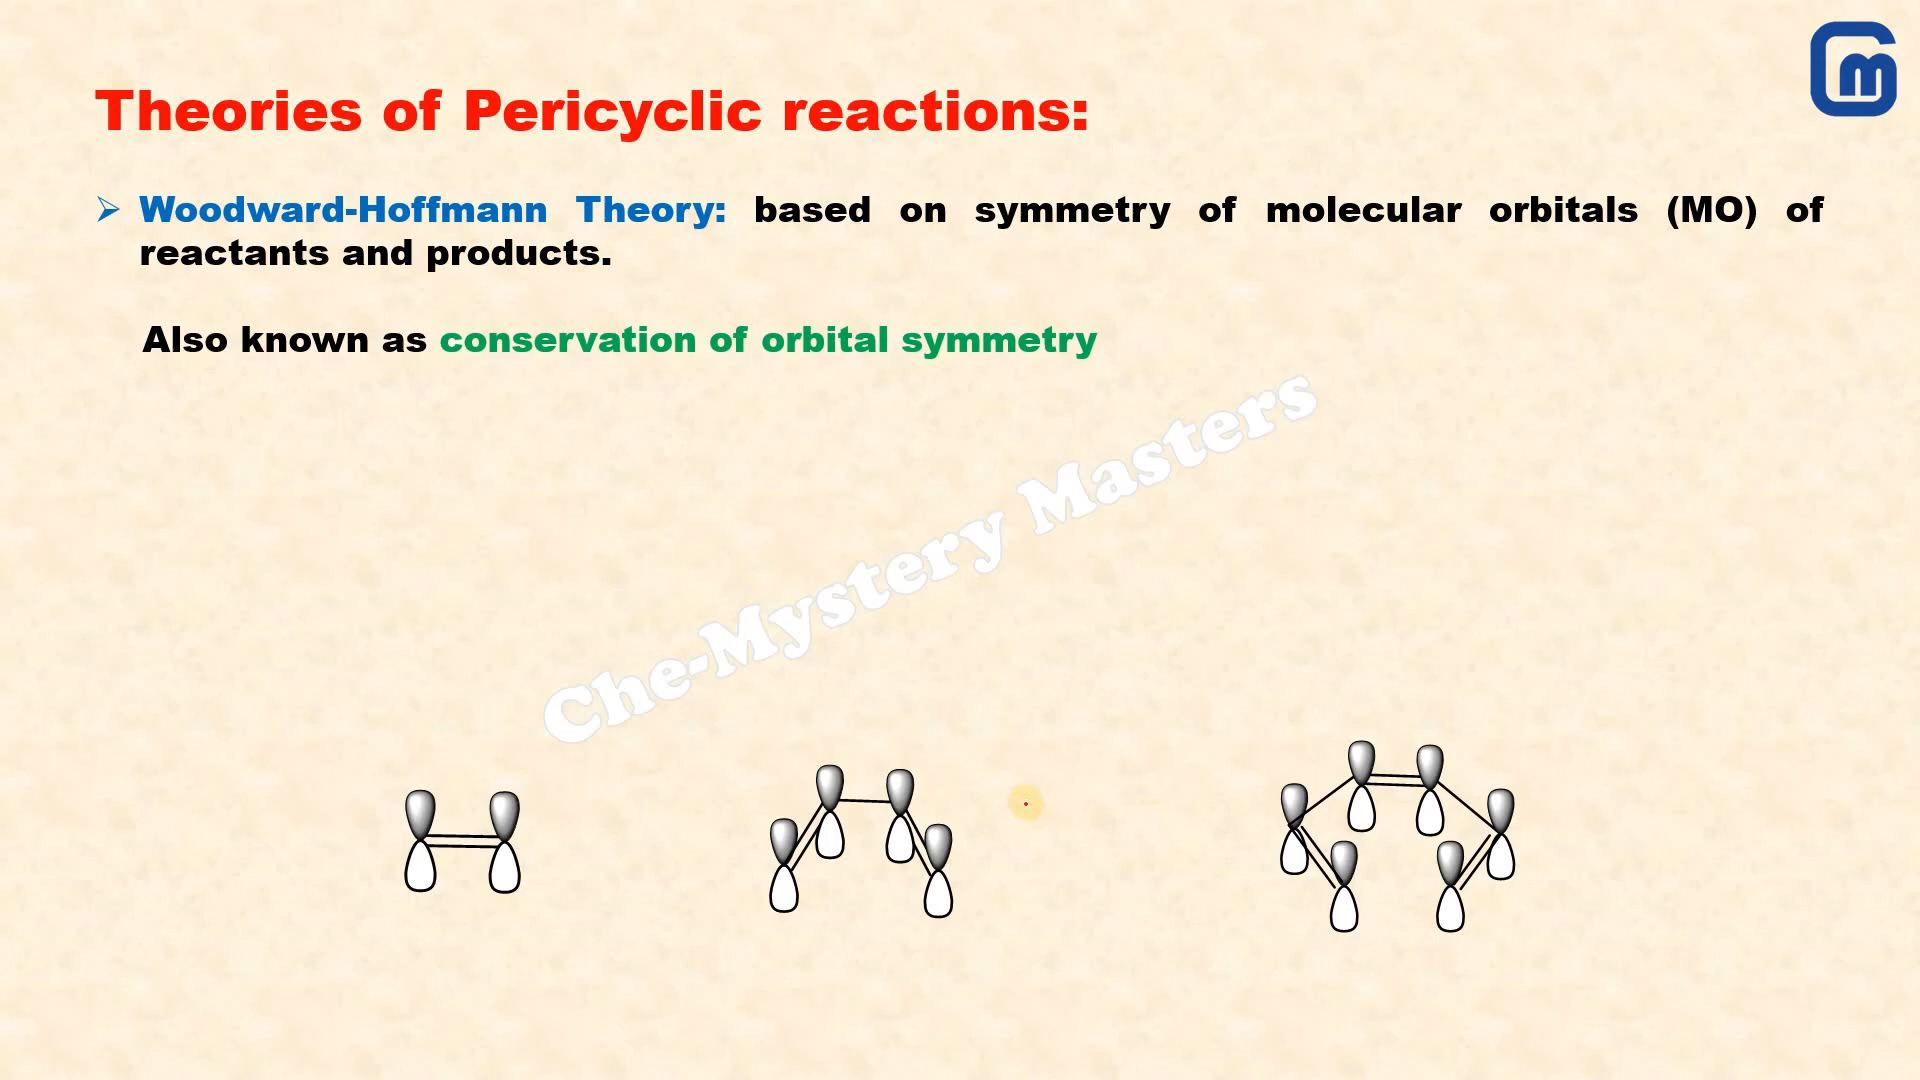 Theories of Pericyclic reactions:
➢ Woodward-Hoffmann Theory: based on symmetry of molecular orbitals (MO) of
reactants and products.
Also known as conservation of orbital symmetry
Che-Mystery Masters
Cm